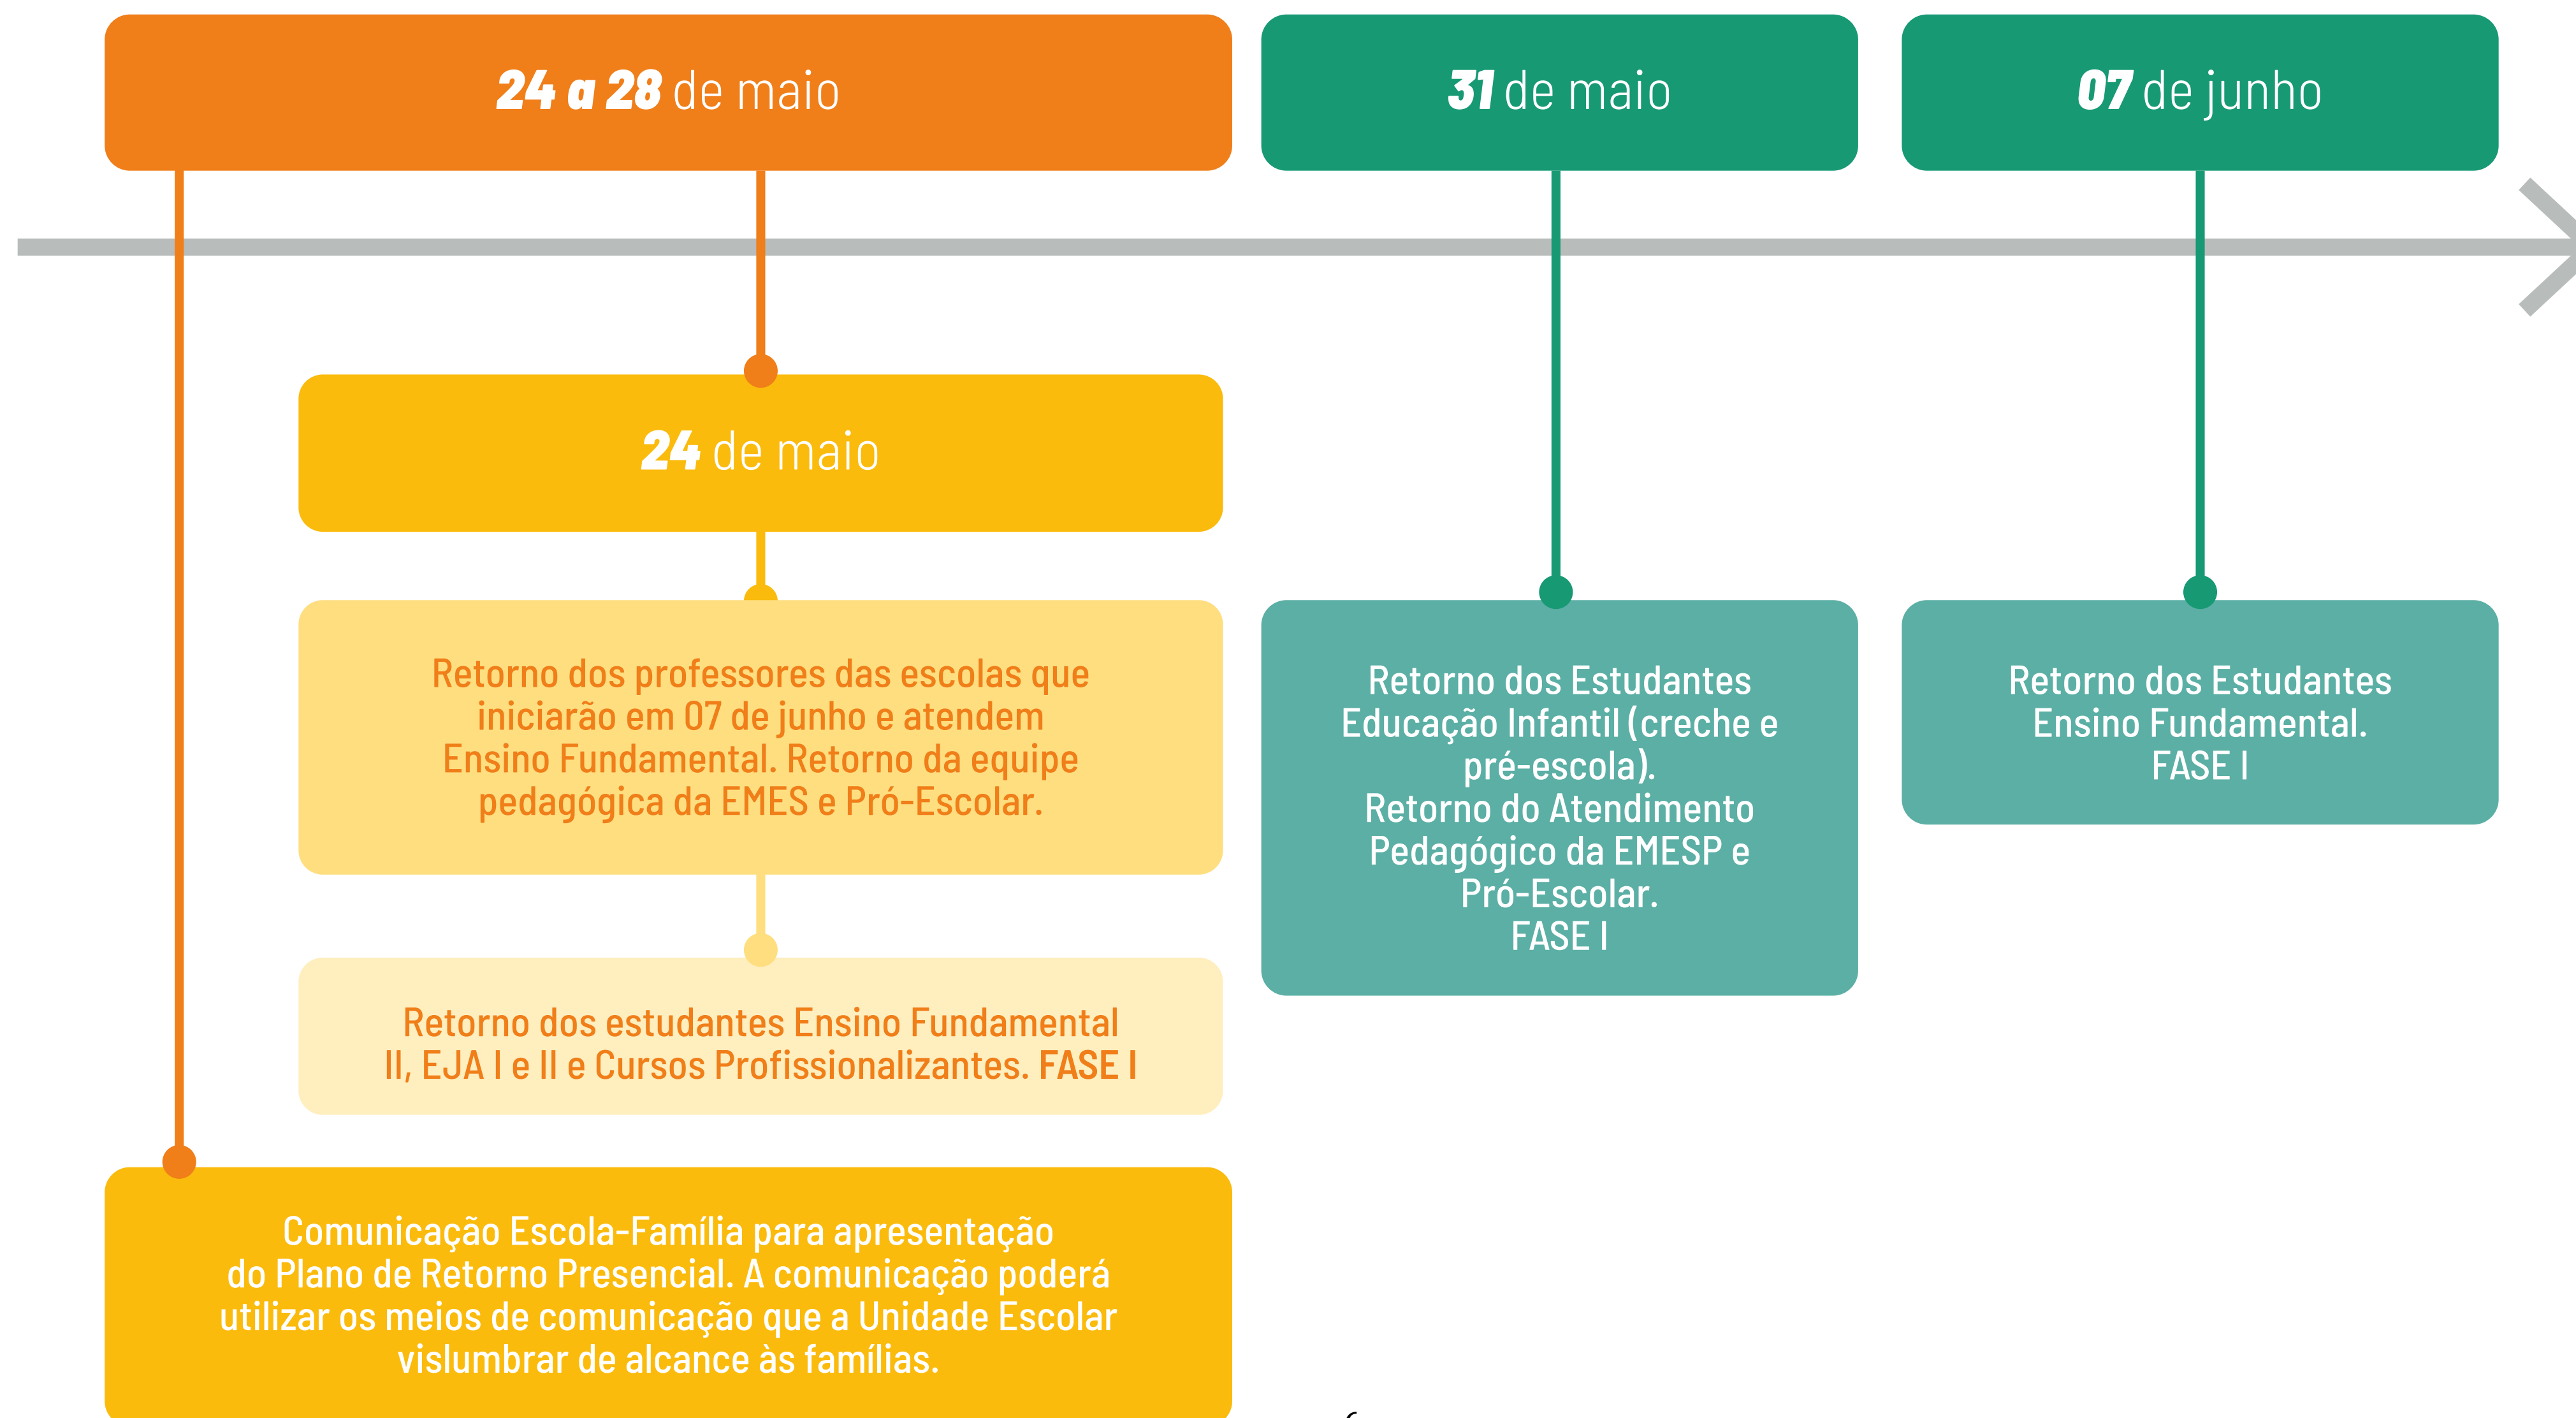 24 a 28 de maio
31 de maio
07 de junho
24 de maio
Retorno dos professores das escolas que
iniciarão em 07 de junho e atendem
Ensino Fundamental. Retorno da equipe
pedagógica da EMES e Pró-Escolar.
Retorno dos estudantes Ensino Fundamental
II, EJA I e II e Cursos Profissionalizantes. FASE I
Comunicação Escola-Família para apresentação
do Plano de Retorno Presencial. A comunicação poderá
utilizar os meios de comunicação que a Unidade Escolar
vislumbrar de alcance às famílias.
Retorno dos Estudantes
Educação Infantil (creche e
pré-escola).
Retorno do Atendimento
Pedagógico da EMESP e
Pró-Escolar.
FASE I
Retorno dos Estudantes
Ensino Fundamental.
FASE I